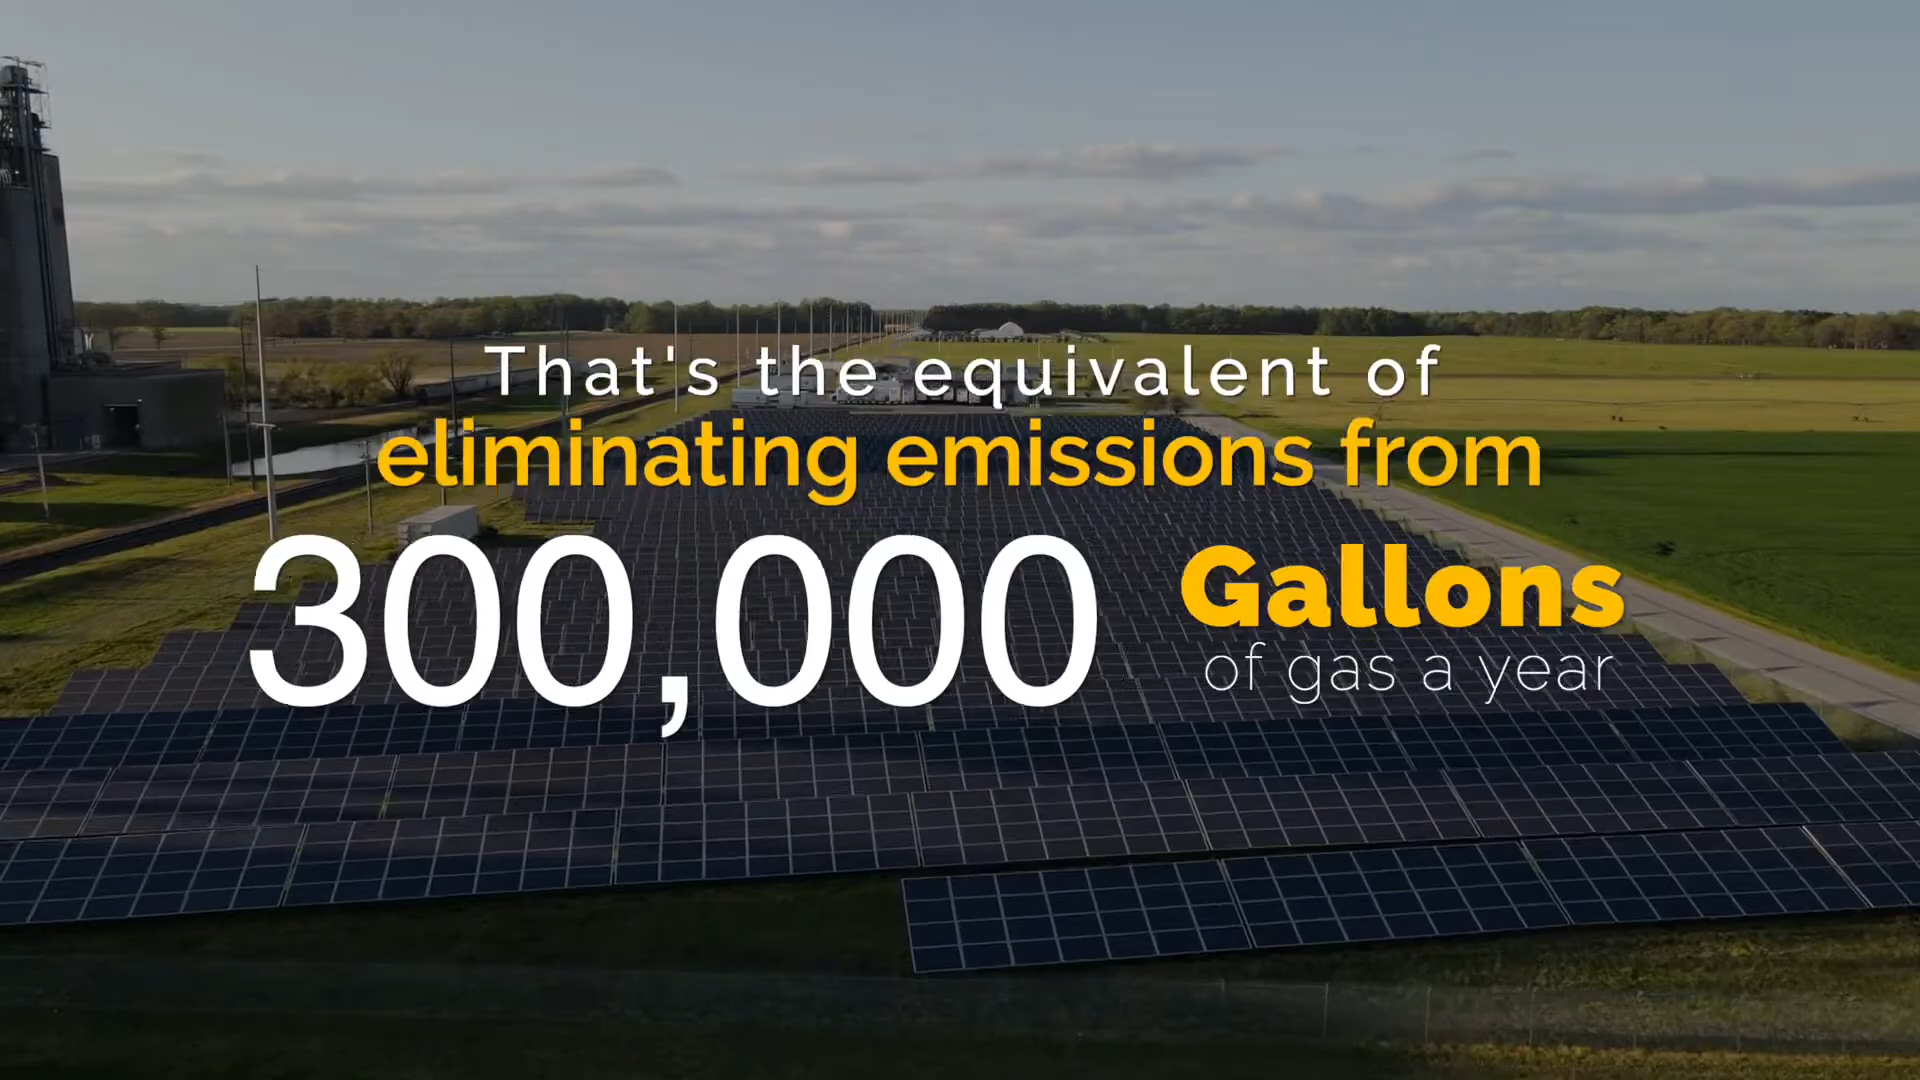 That's the equivalent of
eliminating emissions from
300,000 Gallons
of gas a year